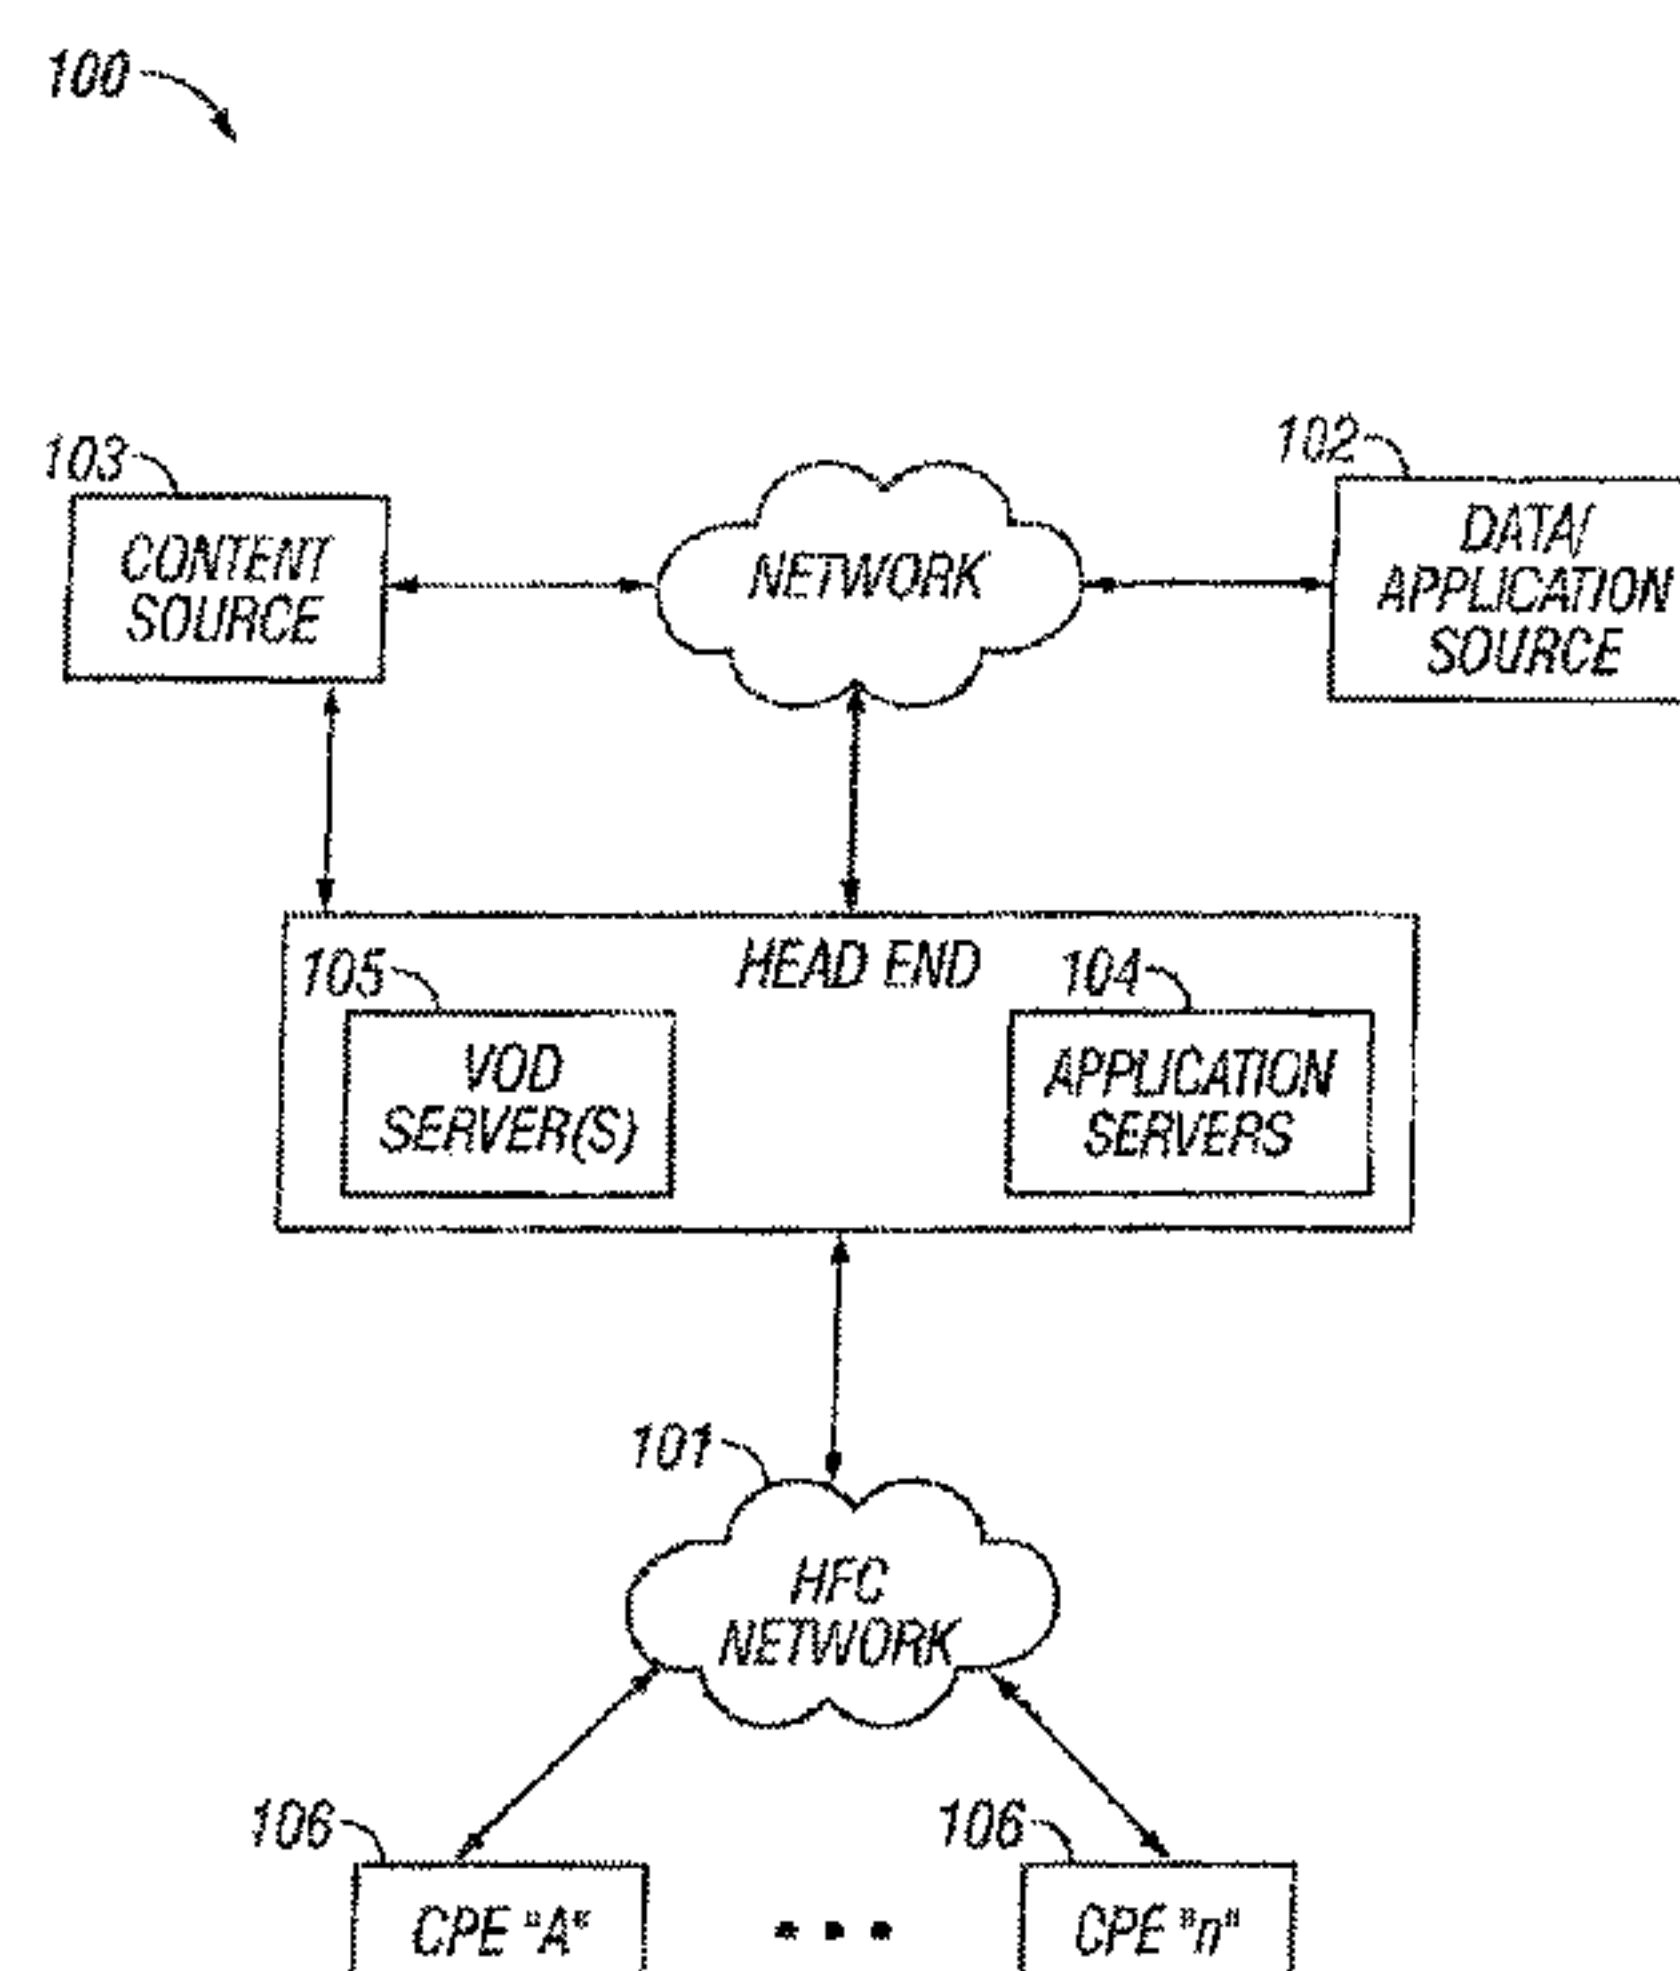 100
103
102
CONTENT
SOURCE
NETWORK
DATA/
APPLICATION
SOURCE
HEAD END
105
104
VOD
SERVER(S)
APPLICATION
SERVERS
101
HFC
NETWORK
106
106
CPE "A"
• • •
CPE "n"